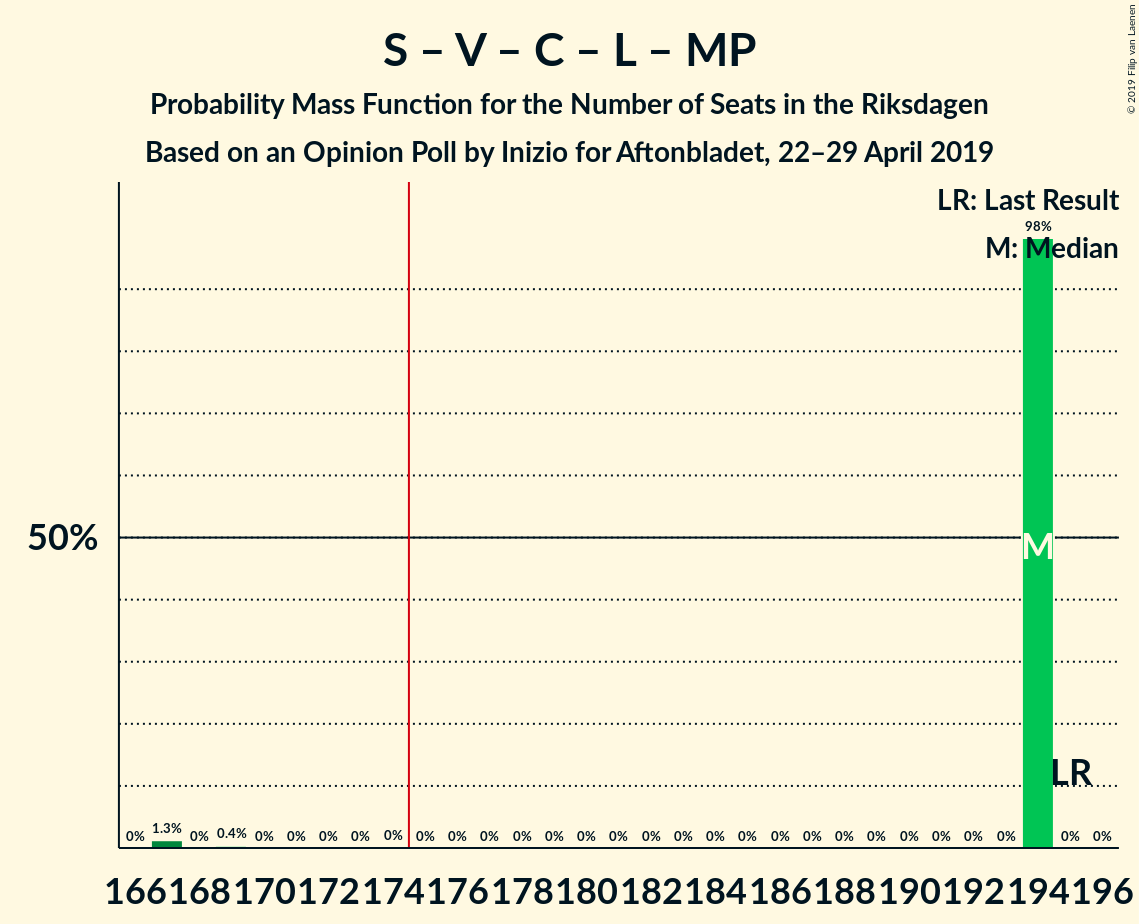 S – V – C – L – MP
Probability Mass Function for the Number of Seats in the Riksdagen
Based on an Opinion Poll by Inizio for Aftonbladet, 22–29 April 2019
© 2019 Filip van Laenen
LR: Last Result
98%
M: Median
50%
M
LR
0% 1.3% 0% 0.4% 0% 0% 0% 0% 0% 0% 0% 0% 0% 0% 0% 0% 0% 0% 0% 0% 0% 0% 0% 0% 0% 0% 0% 0% 0% 0%
166 168 170 172 174 176 178 180 182 184 186 188 190 192 194 196